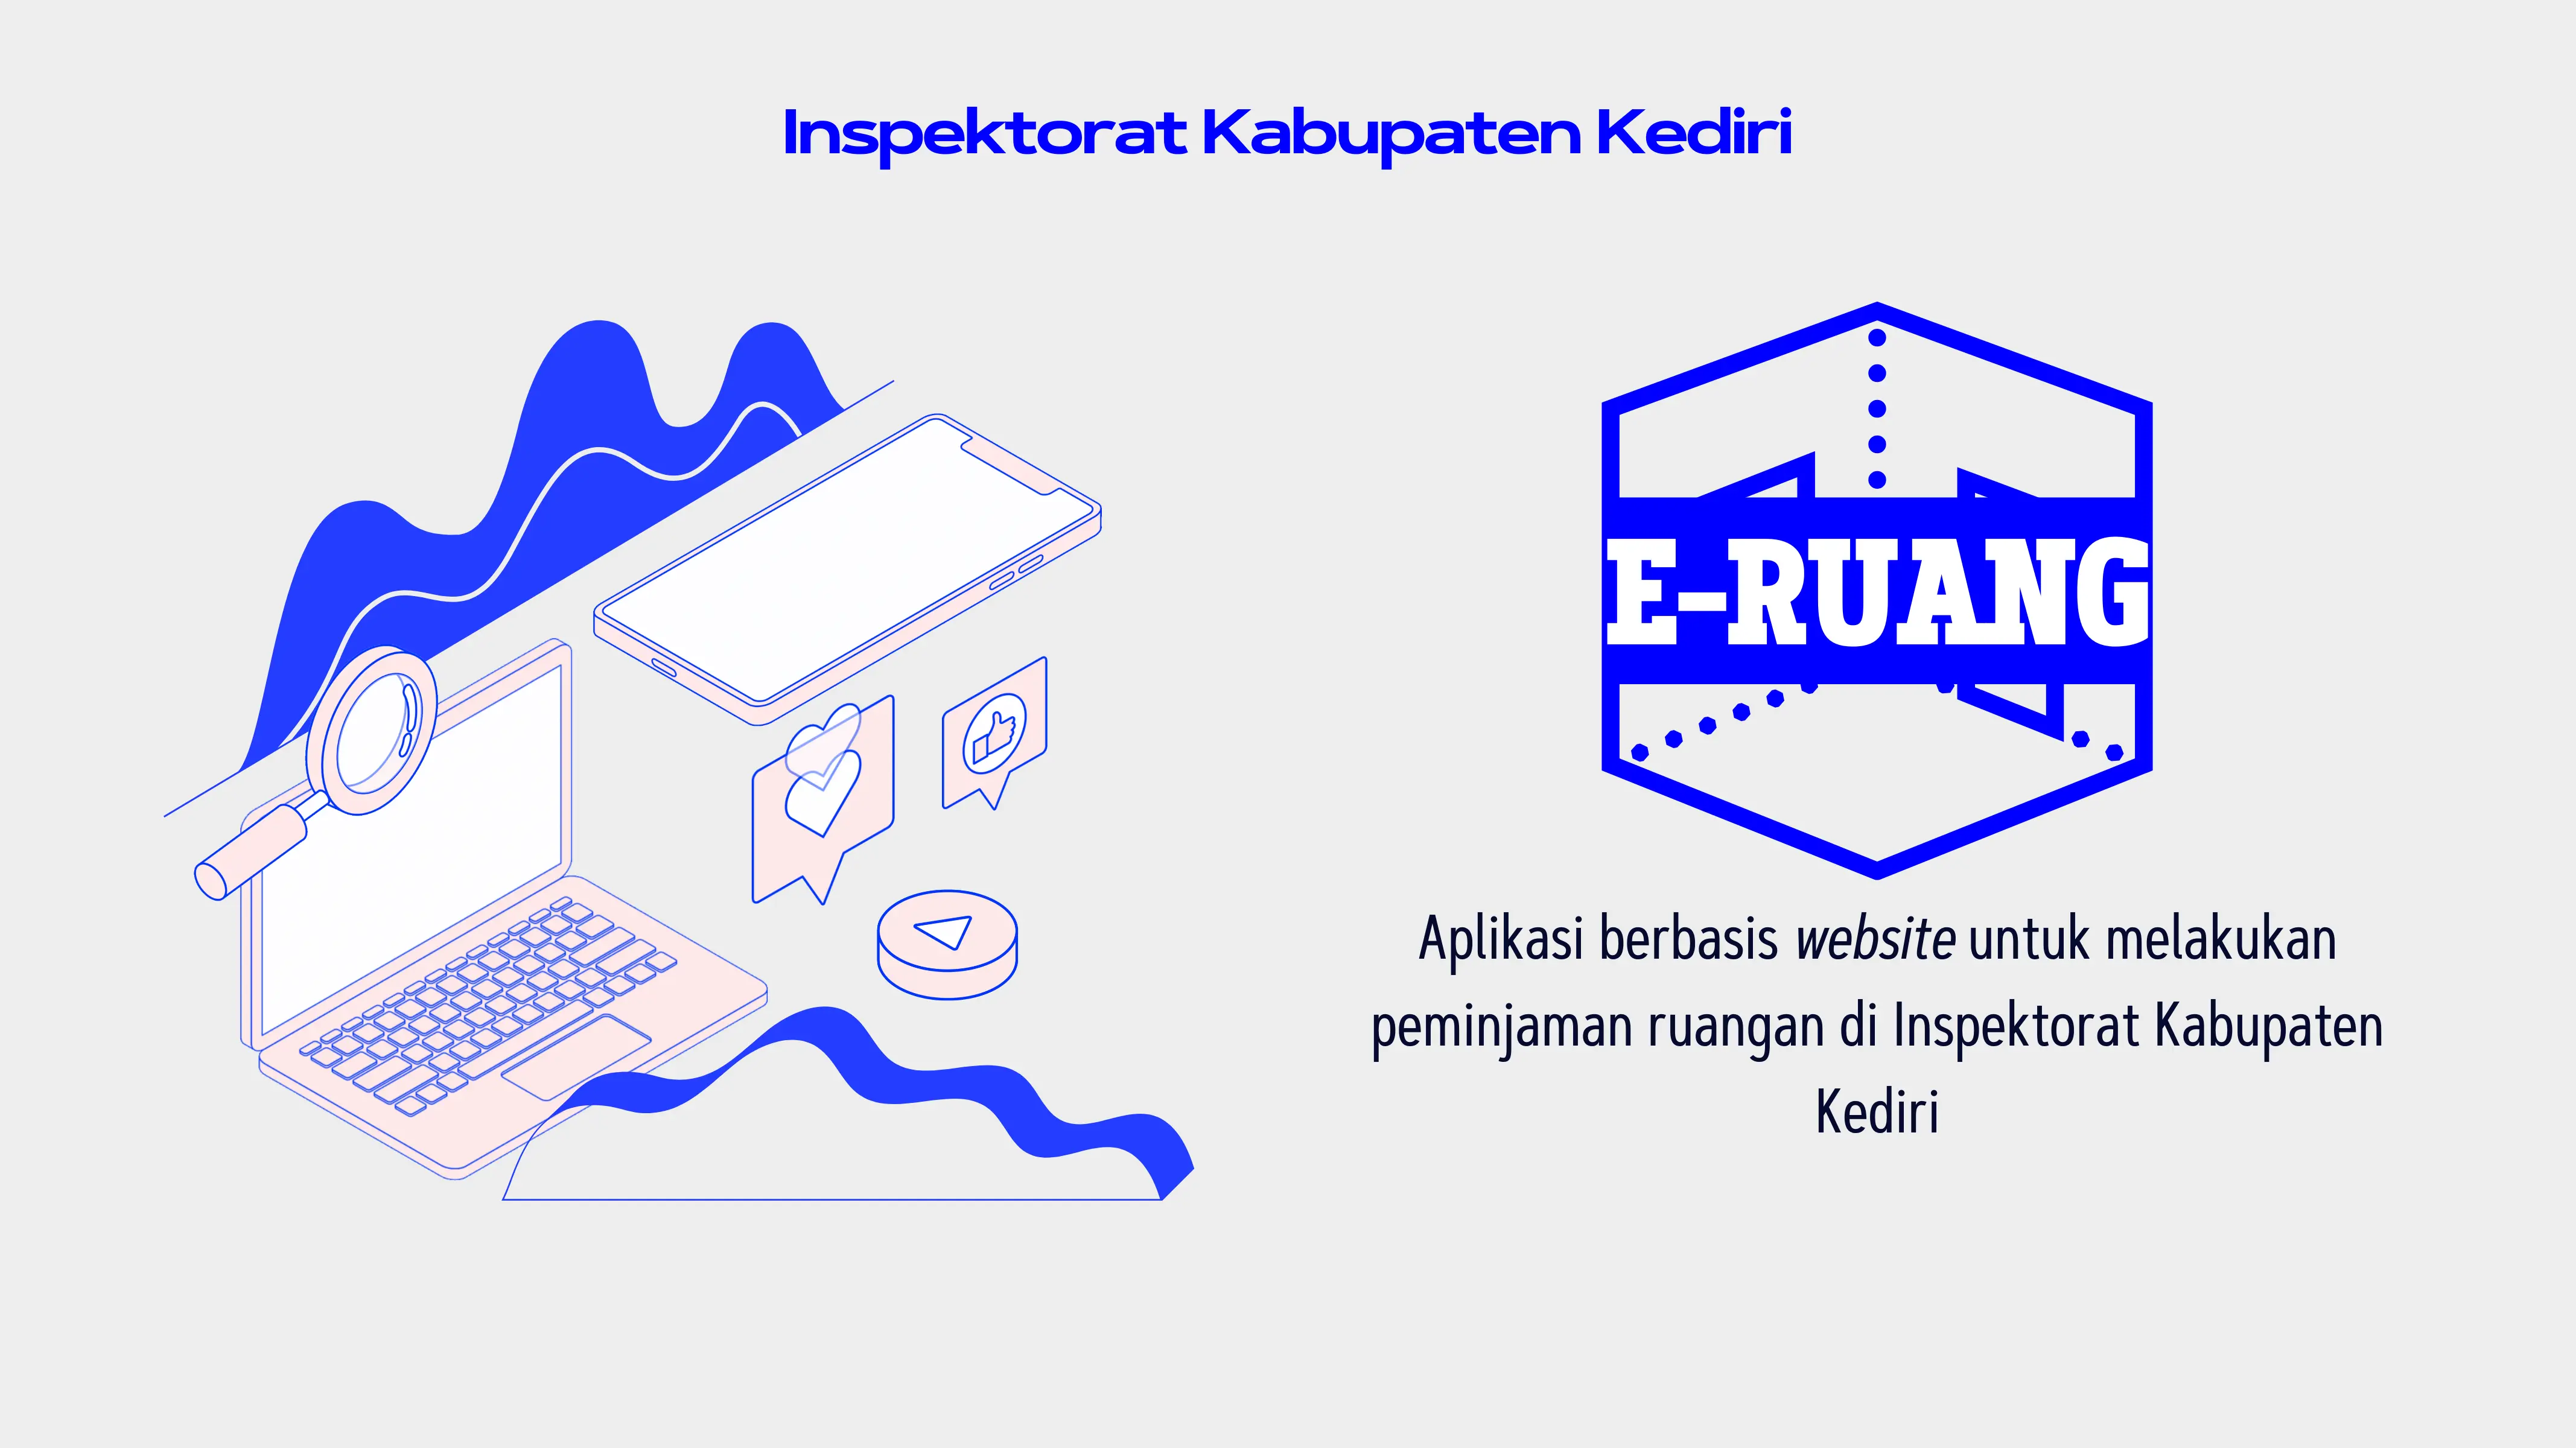 Inspektorat Kabupaten Kediri
E-RUANG
Aplikasi berbasis website untuk melakukan
peminjaman ruangan di Inspektorat Kabupaten
Kediri